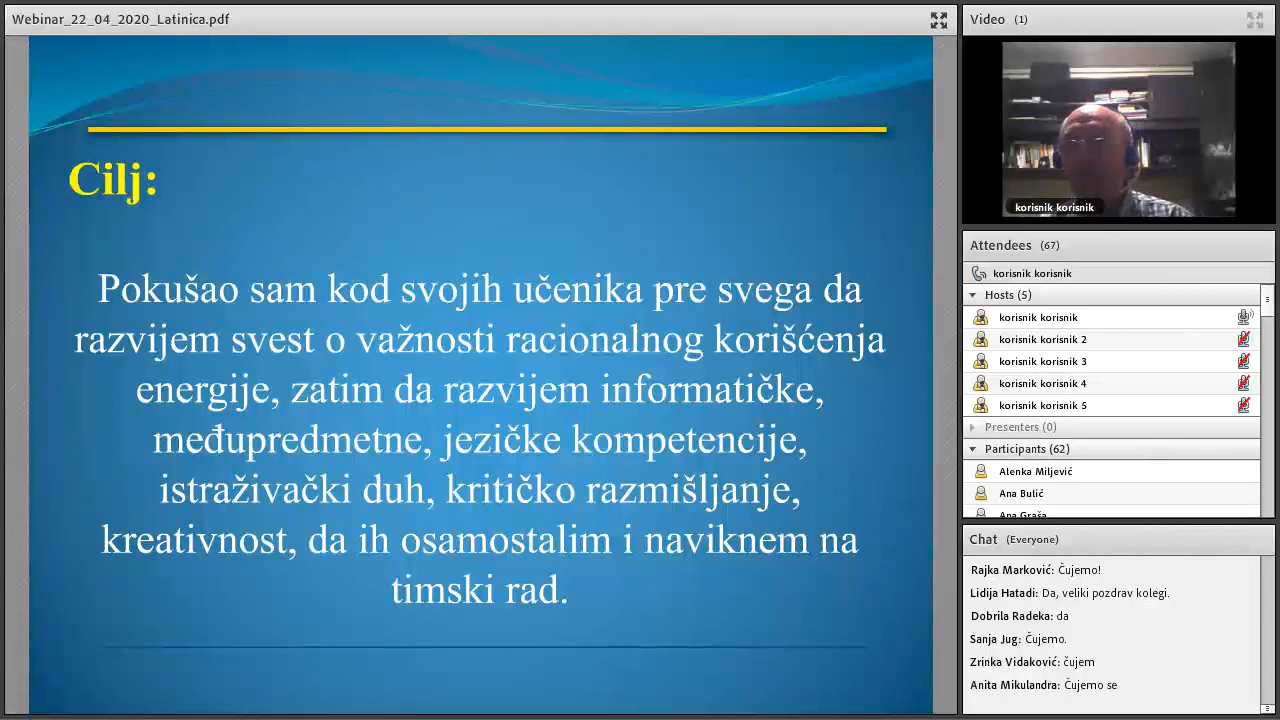 Webinar_22_04_2020_Latinica.pdf
Cilj:
Pokušao sam kod svojih učenika pre svega da
razvijem svest o važnosti racionalnog korišćenja
energije, zatim da razvijem informatičke,
međupredmetne, jezičke kompetencije,
istraživački duh, kritičko razmišljanje,
kreativnost, da ih osamostalim i naviknem na
timski rad.
Video (1)
korisnik korisnik
Attendees (67)
korisnik korisnik
Hosts (5)
korisnik korisnik
korisnik korisnik 2
korisnik korisnik 3
korisnik korisnik 4
korisnik korisnik 5
Presenters (0)
Participants (62)
Alenka Miljević
Ana Bulić
Ana Graša
Chat (Everyone)
Rajka Marković: Čujemo!
Lidija Hatadi: Da, veliki pozdrav kolegi.
Dobrila Radeka: da
Sanja Jug: Čujemo.
Zrinka Vidaković: čujem
Anita Mikulandra: Čujemo se